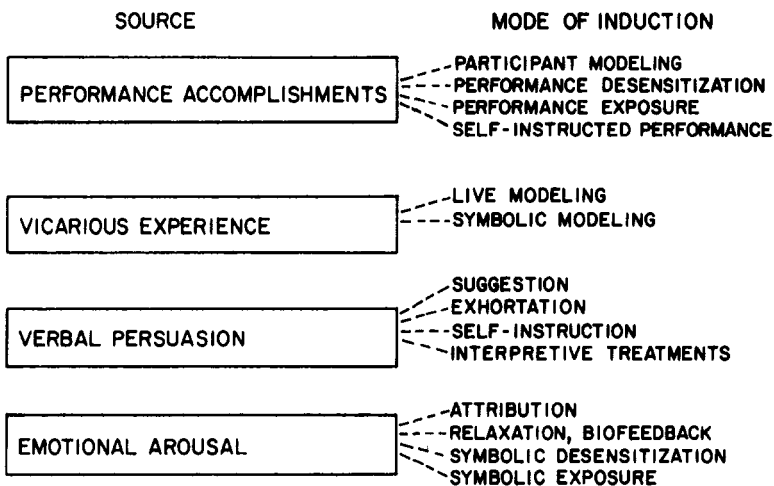 SOURCE
MODE OF INDUCTION
PERFORMANCE ACCOMPLISHMENTS
PARTICIPANT MODELING
PERFORMANCE DESENSITIZATION
PERFORMANCE EXPOSURE
SELF-INSTRUCTED PERFORMANCE
VICARIOUS EXPERIENCE
LIVE MODELING
SYMBOLIC MODELING
VERBAL PERSUASION
SUGGESTION
EXHORTATION
SELF-INSTRUCTION
INTERPRETIVE TREATMENTS
EMOTIONAL AROUSAL
ATTRIBUTION
RELAXATION, BIOFEEDBACK
SYMBOLIC DESENSITIZATION
SYMBOLIC EXPOSURE